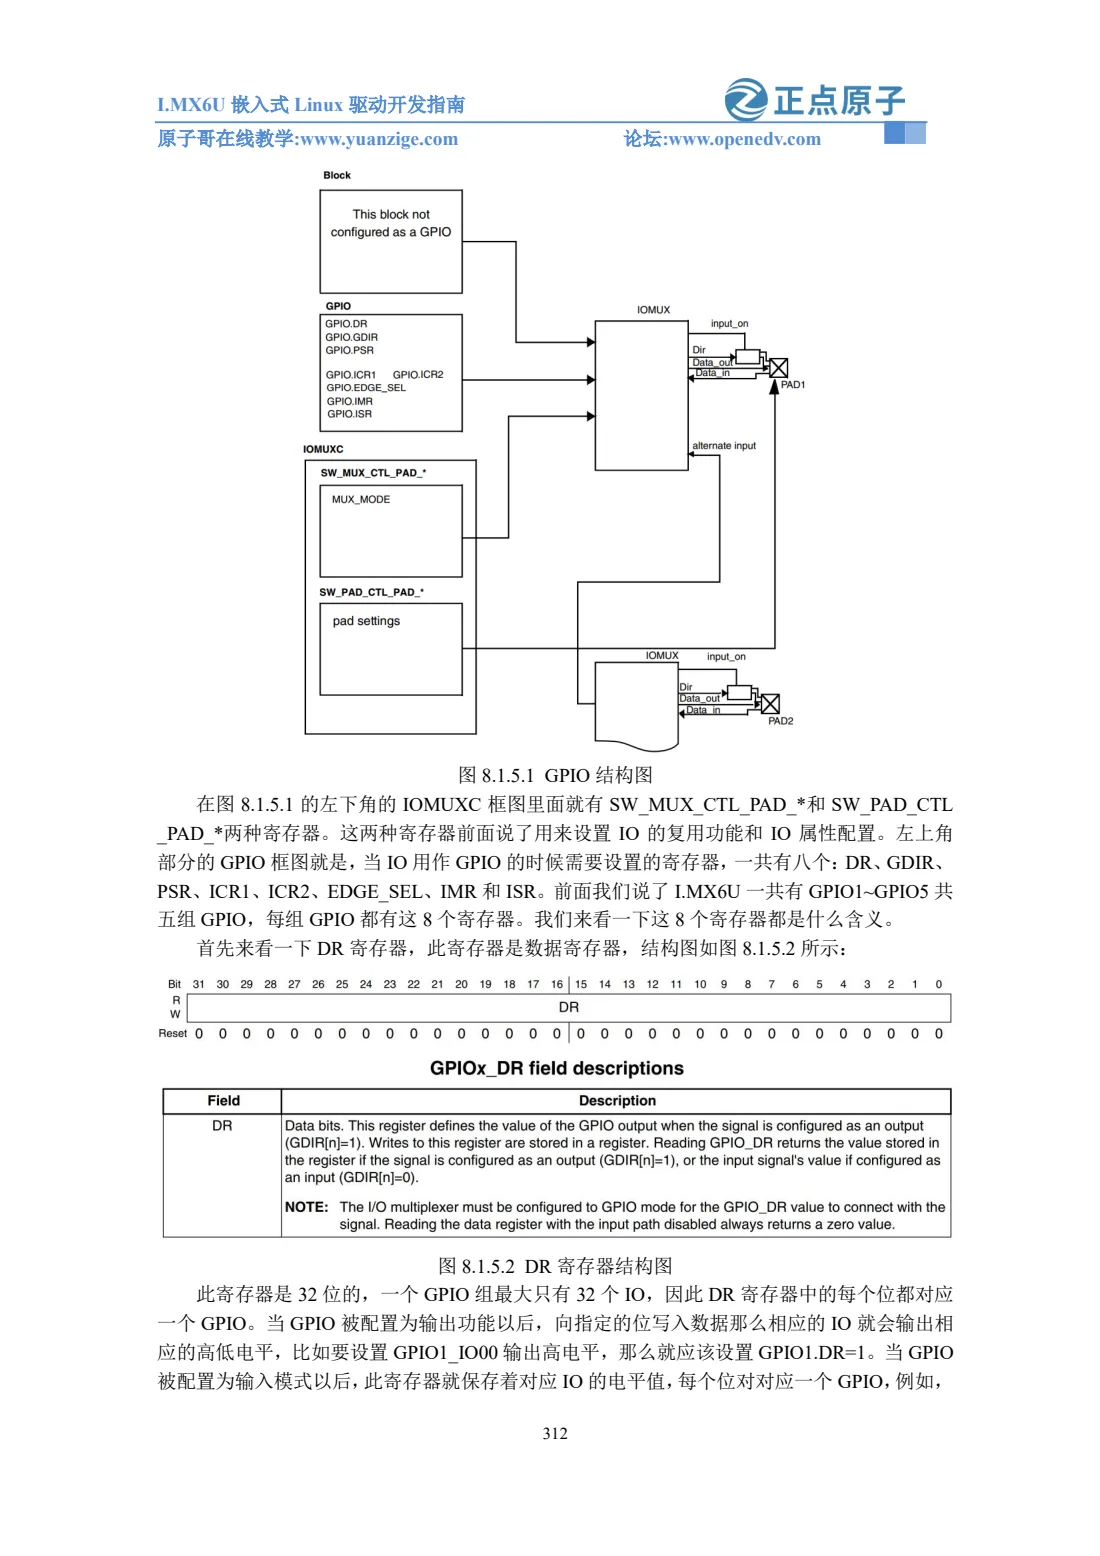 I.MX6U 嵌入式 Linux 驱动开发指南
正点原子
原子哥在线教学:www.yuanzige.com 论坛:www.openedv.com
Block
This block not
configured as a GPIO
GPIO
GPIO.DR
GPIO.GDIR
GPIO.PSR
GPIO.ICR1 GPIO.ICR2
GPIO.EDGE_SEL
GPIO.IMR
GPIO.ISR
IOMUX
input_on
Dir
Data_out
Data_in
PAD1
alternate input
IOMUXC
SW_MUX_CTL_PAD_*
MUX_MODE
SW_PAD_CTL_PAD_*
pad settings
IOMUX
input_on
Dir
Data_out
Data_in
PAD2
图 8.1.5.1 GPIO 结构图
在图 8.1.5.1 的左下角的 IOMUXC 框图里面就有 SW_MUX_CTL_PAD_*和 SW_PAD_CTL
_PAD_*两种寄存器。这两种寄存器前面说了用来设置 IO 的复用功能和 IO 属性配置。左上角
部分的 GPIO 框图就是，当 IO 用作 GPIO 的时候需要设置的寄存器，一共有八个：DR、GDIR、
PSR、ICR1、ICR2、EDGE_SEL、IMR 和 ISR。前面我们说了 I.MX6U 一共有 GPIO1~GPIO5 共
五组 GPIO，每组 GPIO 都有这 8 个寄存器。我们来看一下这 8 个寄存器都是什么含义。
首先来看一下 DR 寄存器，此寄存器是数据寄存器，结构图如图 8.1.5.2 所示：
Bit 31 30 29 28 27 26 25 24 23 22 21 20 19 18 17 16 15 14 13 12 11 10 9 8 7 6 5 4 3 2 1 0
R
DR
W
Reset 0 0 0 0 0 0 0 0 0 0 0 0 0 0 0 0 0 0 0 0 0 0 0 0 0 0 0 0 0 0 0 0
GPIOx_DR field descriptions
Field Description
DR Data bits. This register defines the value of the GPIO output when the signal is configured as an output
(GDIR[n]=1). Writes to this register are stored in a register. Reading GPIO_DR returns the value stored in
the register if the signal is configured as an output (GDIR[n]=1), or the input signal's value if configured as
an input (GDIR[n]=0).
NOTE: The I/O multiplexer must be configured to GPIO mode for the GPIO_DR value to connect with the
signal. Reading the data register with the input path disabled always returns a zero value.
图 8.1.5.2 DR 寄存器结构图
此寄存器是 32 位的，一个 GPIO 组最大只有 32 个 IO，因此 DR 寄存器中的每个位都对应
一个 GPIO。当 GPIO 被配置为输出功能以后，向指定的位写入数据那么相应的 IO 就会输出相
应的高低电平，比如要设置 GPIO1_IO00 输出高电平，那么就应该设置 GPIO1.DR=1。当 GPIO
被配置为输入模式以后，此寄存器就保存着对应 IO 的电平值，每个位对对应一个 GPIO，例如，
312